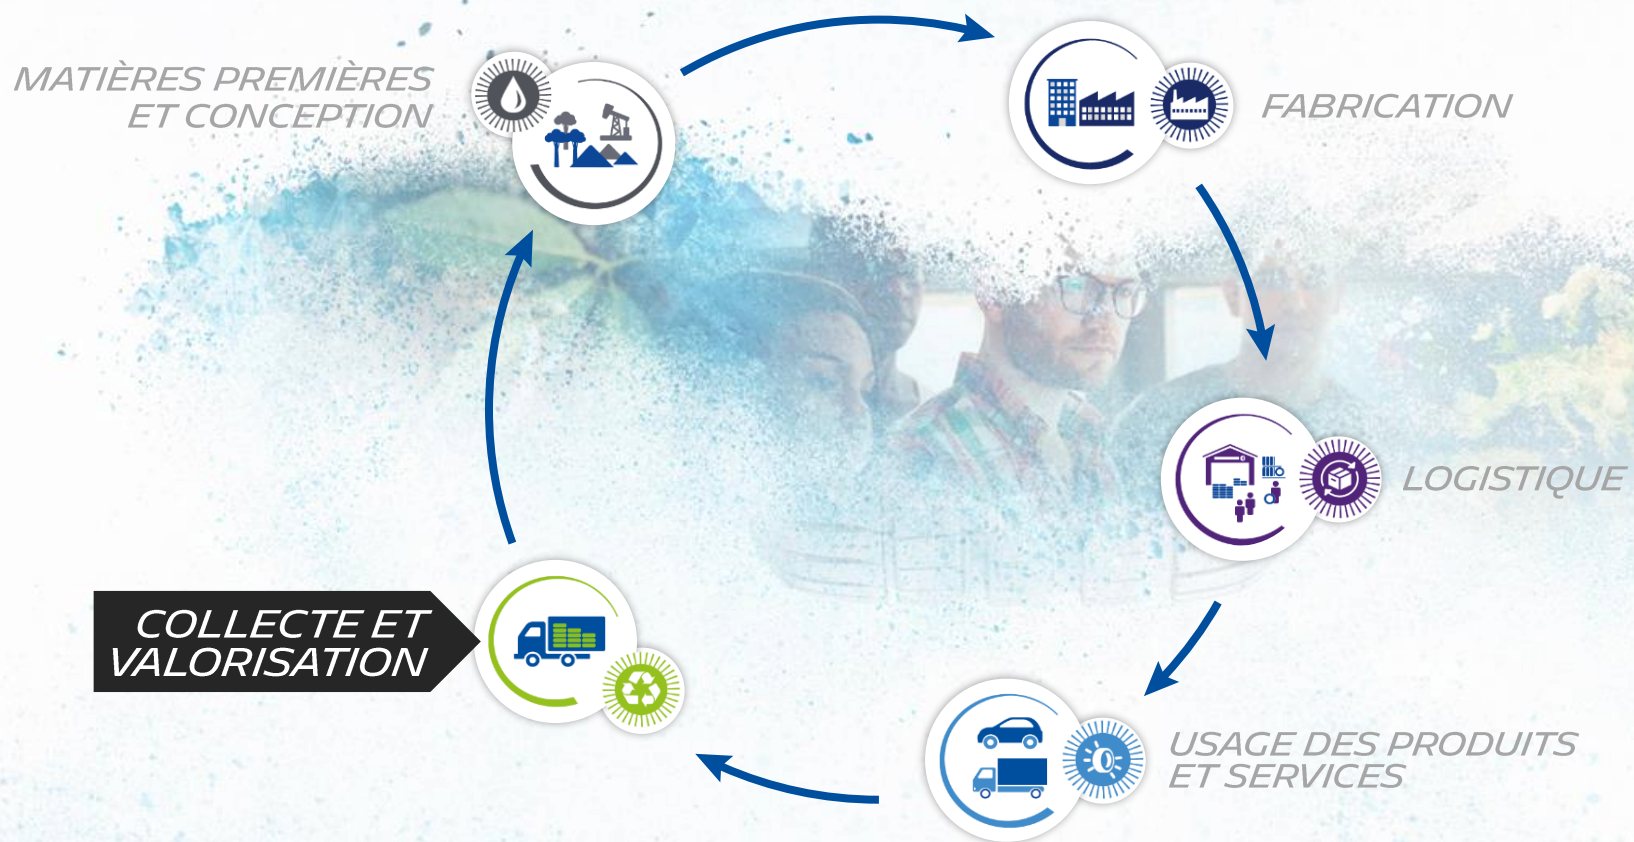 MATIÈRES PREMIÈRES
ET CONCEPTION
FABRICATION
LOGISTIQUE
COLLECTE ET
VALORISATION
USAGE DES PRODUITS
ET SERVICES